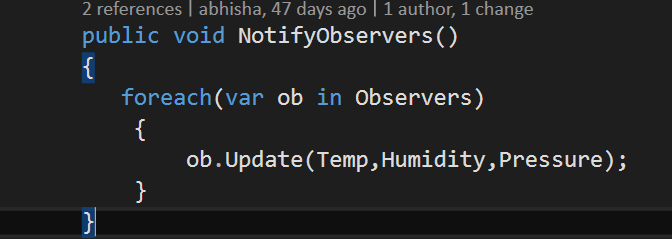 2 references | abhisha, 47 days ago | 1 author, 1 change
public void NotifyObservers()
{
foreach(var ob in Observers)
{
ob.Update(Temp,Humidity,Pressure);
}
}